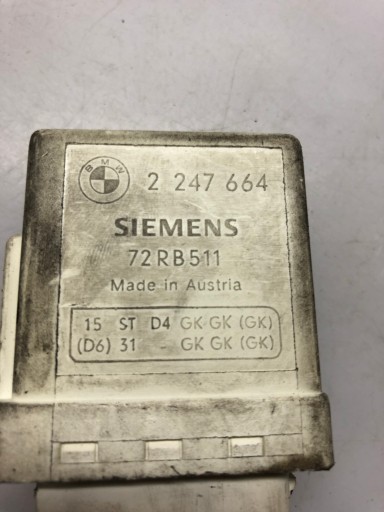 BMW
2 247 664
SIEMENS
72RB511
Made in Austria
15 ST D4 GK GK (GK)
(D6) 31 - GK GK (GK)